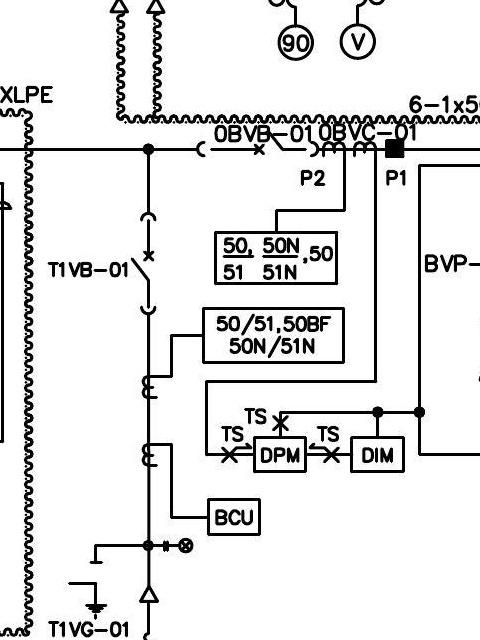 90 V
XLPE
6-1x5
0BVB-01 0BVC-01
P2 P1
50, 50N ,50
51 51N
BVP-
T1VB-01
50/51,50BF
50N/51N
TS
TS TS
DPM DIM
BCU
T1VG-01